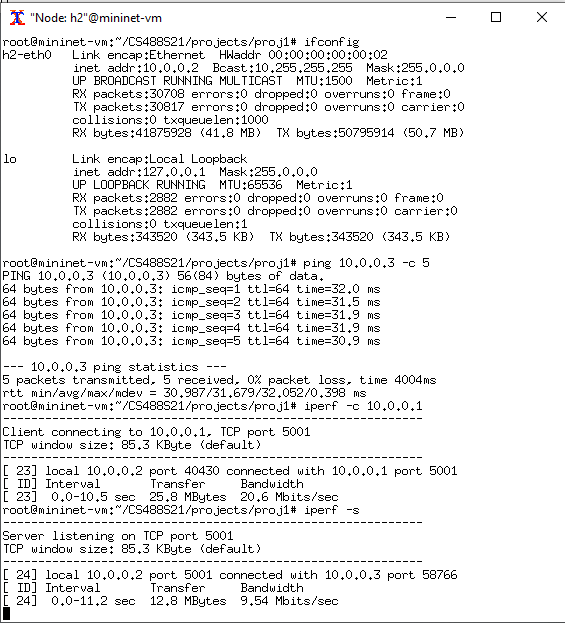 "Node: h2"@mininet-vm
root@mininet-vm:~/CS488S21/projects/proj1# ifconfig
h2-eth0   Link encap:Ethernet  HWaddr 00:00:00:00:00:02
          inet addr:10.0.0.2  Bcast:10.255.255.255  Mask:255.0.0.0
          UP BROADCAST RUNNING MULTICAST  MTU:1500  Metric:1
          RX packets:30708 errors:0 dropped:0 overruns:0 frame:0
          TX packets:30817 errors:0 dropped:0 overruns:0 carrier:0
          collisions:0 txqueuelen:1000
          RX bytes:41875928 (41.8 MB)  TX bytes:50795914 (50.7 MB)

lo        Link encap:Local Loopback
          inet addr:127.0.0.1  Mask:255.0.0.0
          UP LOOPBACK RUNNING  MTU:65536  Metric:1
          RX packets:2882 errors:0 dropped:0 overruns:0 frame:0
          TX packets:2882 errors:0 dropped:0 overruns:0 carrier:0
          collisions:0 txqueuelen:1
          RX bytes:343520 (343.5 KB)  TX bytes:343520 (343.5 KB)

root@mininet-vm:~/CS488S21/projects/proj1# ping 10.0.0.3 -c 5
PING 10.0.0.3 (10.0.0.3) 56(84) bytes of data.
64 bytes from 10.0.0.3: icmp_seq=1 ttl=64 time=32.0 ms
64 bytes from 10.0.0.3: icmp_seq=2 ttl=64 time=31.5 ms
64 bytes from 10.0.0.3: icmp_seq=3 ttl=64 time=31.9 ms
64 bytes from 10.0.0.3: icmp_seq=4 ttl=64 time=31.9 ms
64 bytes from 10.0.0.3: icmp_seq=5 ttl=64 time=30.9 ms

--- 10.0.0.3 ping statistics ---
5 packets transmitted, 5 received, 0% packet loss, time 4004ms
rtt min/avg/max/mdev = 30.987/31.679/32.052/0.398 ms
root@mininet-vm:~/CS488S21/projects/proj1# iperf -c 10.0.0.1
------------------------------------------------------------
Client connecting to 10.0.0.1, TCP port 5001
TCP window size: 85.3 KByte (default)
------------------------------------------------------------
[ 23] local 10.0.0.2 port 40430 connected with 10.0.0.1 port 5001
[ ID] Interval       Transfer     Bandwidth
[ 23]  0.0-10.5 sec  25.8 MBytes  20.6 Mbits/sec
root@mininet-vm:~/CS488S21/projects/proj1# iperf -s
------------------------------------------------------------
Server listening on TCP port 5001
TCP window size: 85.3 KByte (default)
------------------------------------------------------------
[ 24] local 10.0.0.2 port 5001 connected with 10.0.0.3 port 58766
[ ID] Interval       Transfer     Bandwidth
[ 24]  0.0-11.2 sec  12.8 MBytes  9.54 Mbits/sec